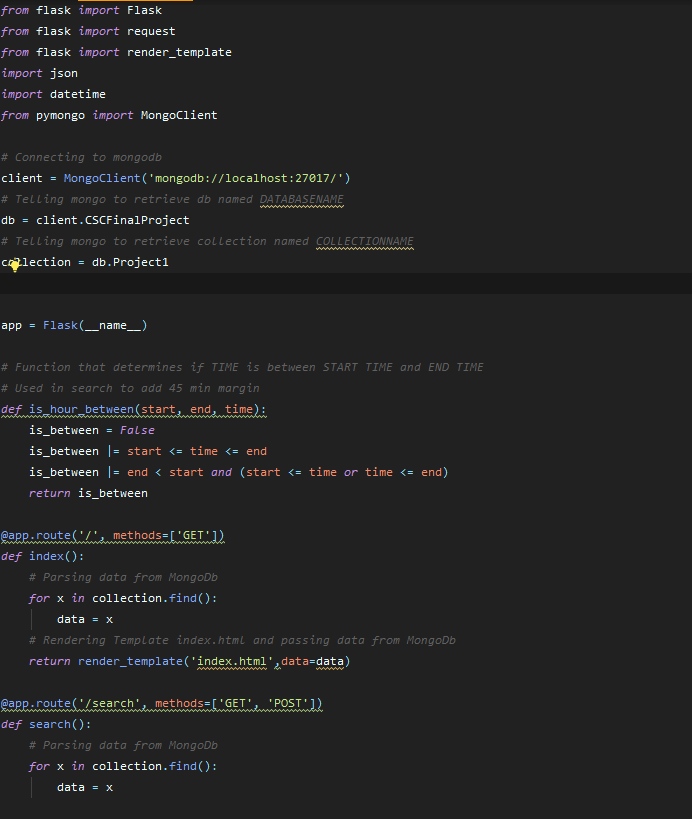 from flask import Flask
from flask import request
from flask import render_template
import json
import datetime
from pymongo import MongoClient
# Connecting to mongodb
client = MongoClient('mongodb://localhost:27017/')
# Telling mongo to retrieve db named DATABASENAME
db = client.CSCFinalProject
# Telling mongo to retrieve collection named COLLECTIONNAME
collection = db.Project1
app = Flask(__name__)
# Function that determines if TIME is between START TIME and END TIME
# Used in search to add 45 min margin
def is_hour_between(start, end, time):
    is_between = False
    is_between |= start <= time <= end
    is_between |= end < start and (start <= time or time <= end)
    return is_between
@app.route('/', methods=['GET'])
def index():
    # Parsing data from MongoDb
    for x in collection.find():
        data = x
    # Rendering Template index.html and passing data from MongoDb
    return render_template('index.html',data=data)
@app.route('/search', methods=['GET', 'POST'])
def search():
    # Parsing data from MongoDb
    for x in collection.find():
        data = x